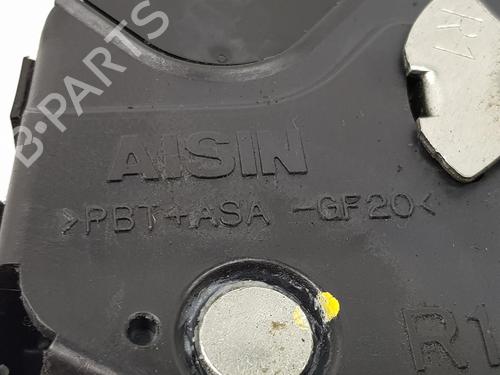 B-PARTS
R1
AISIN
>PBT+ASA -GF20<
R1